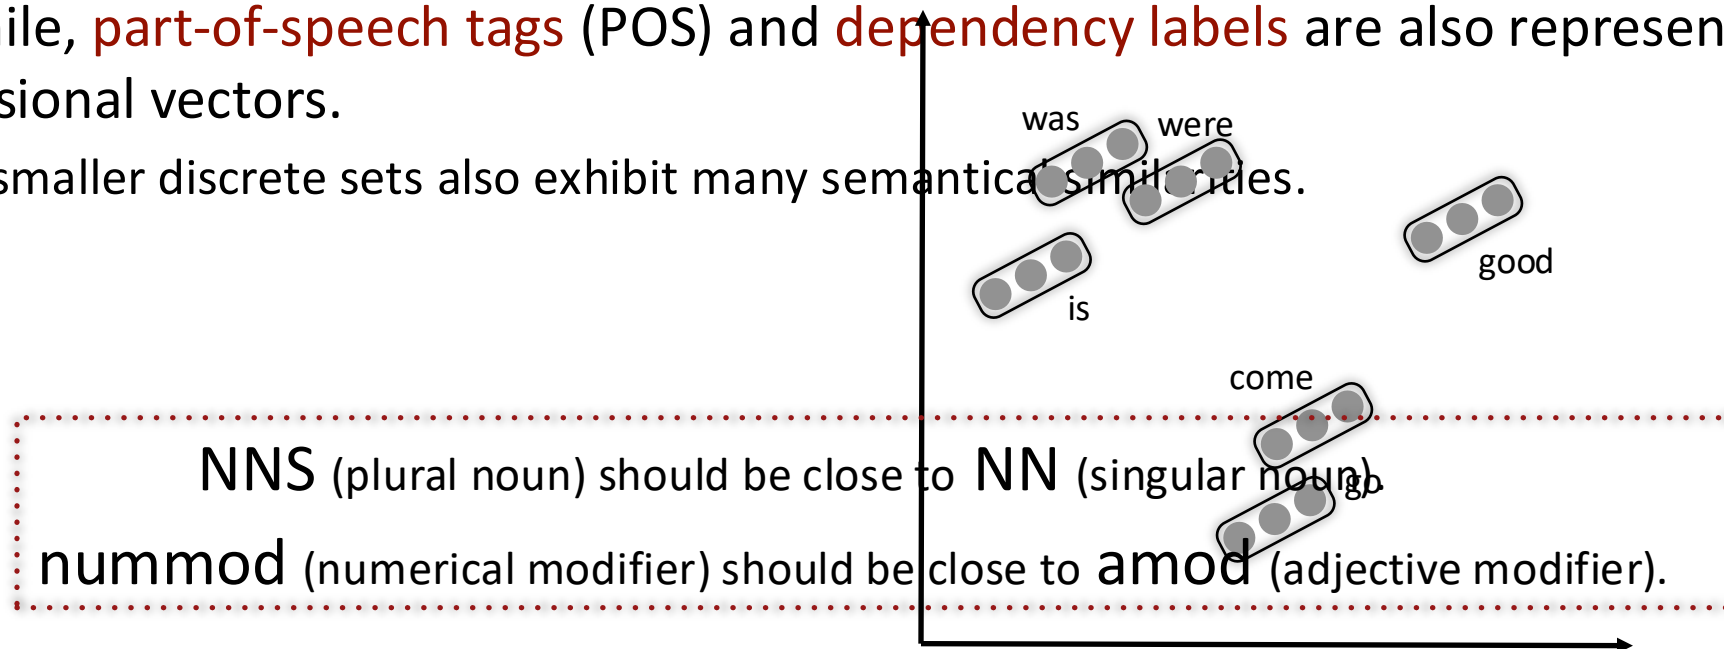 ile, part-of-speech tags (POS) and dependency labels are also represen
sional vectors.
was were
smaller discrete sets also exhibit many semantical similarities.
good
is
come
NNS (plural noun) should be close to NN (singular noun).
go
nummod (numerical modifier) should be close to amod (adjective modifier).